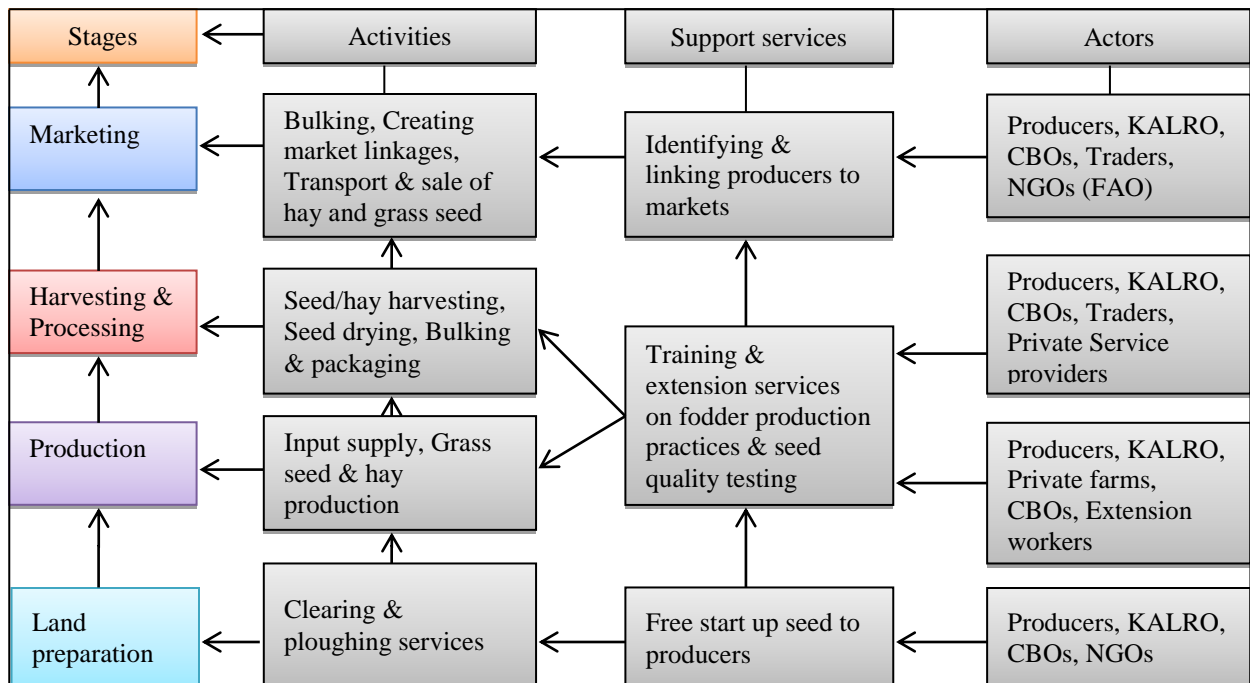 Stages
Activities
Support services
Actors
Marketing
Bulking, Creating
market linkages,
Transport & sale of
hay and grass seed
Identifying &
linking producers to
markets
Producers, KALRO,
CBOs, Traders,
NGOs (FAO)
Harvesting &
Processing
Seed/hay harvesting,
Seed drying, Bulking
& packaging
Training &
extension services
on fodder production
practices & seed
quality testing
Producers, KALRO,
CBOs, Traders,
Private Service
providers
Production
Input supply, Grass
seed & hay
production
Producers, KALRO,
Private farms,
CBOs, Extension
workers
Land
preparation
Clearing &
ploughing services
Free start up seed to
producers
Producers, KALRO,
CBOs, NGOs